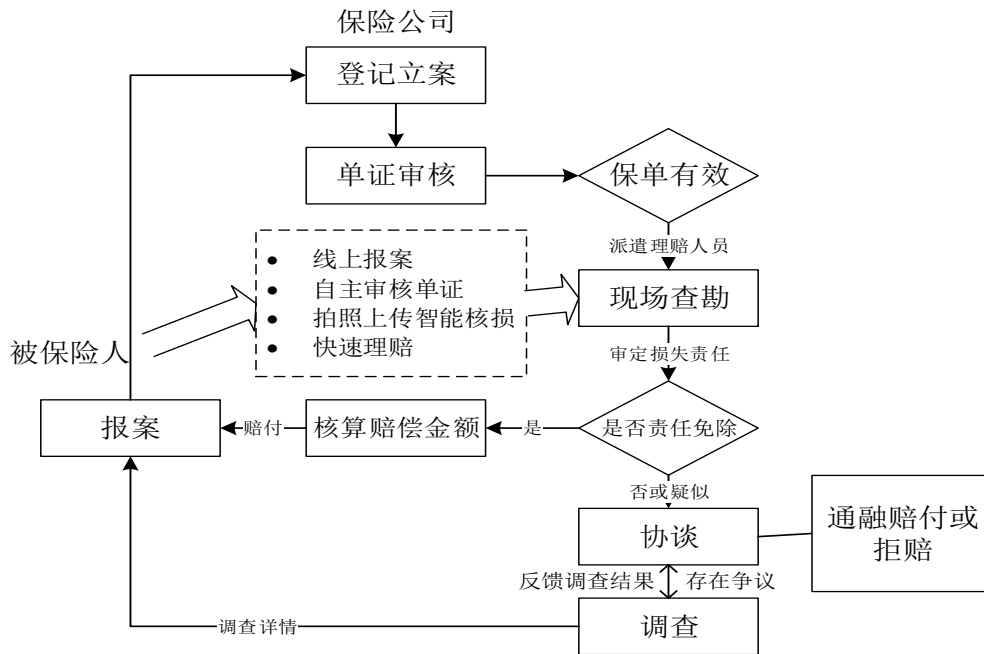 保险公司
登记立案
单证审核
保单有效
派遣理赔人员
● 线上报案
● 自主审核单证
● 拍照上传智能核损
● 快速理赔
现场查勘
被保险人
审定损失责任
报案
赔付
核算赔偿金额
是
是否责任免除
否或疑似
协谈
通融赔付或
拒赔
反馈调查结果
存在争议
调查详情
调查